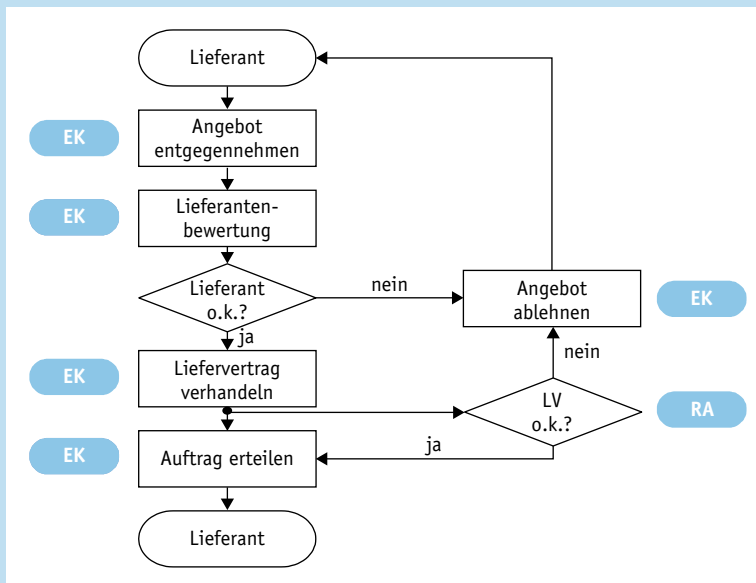 Lieferant
EK
Angebot
entgegennehmen
EK
Lieferanten-
bewertung
Lieferant
o.k.?
nein
Angebot
ablehnen
EK
ja
nein
EK
Liefervertrag
verhandeln
LV
o.k.?
RA
EK
Auftrag erteilen
ja
Lieferant